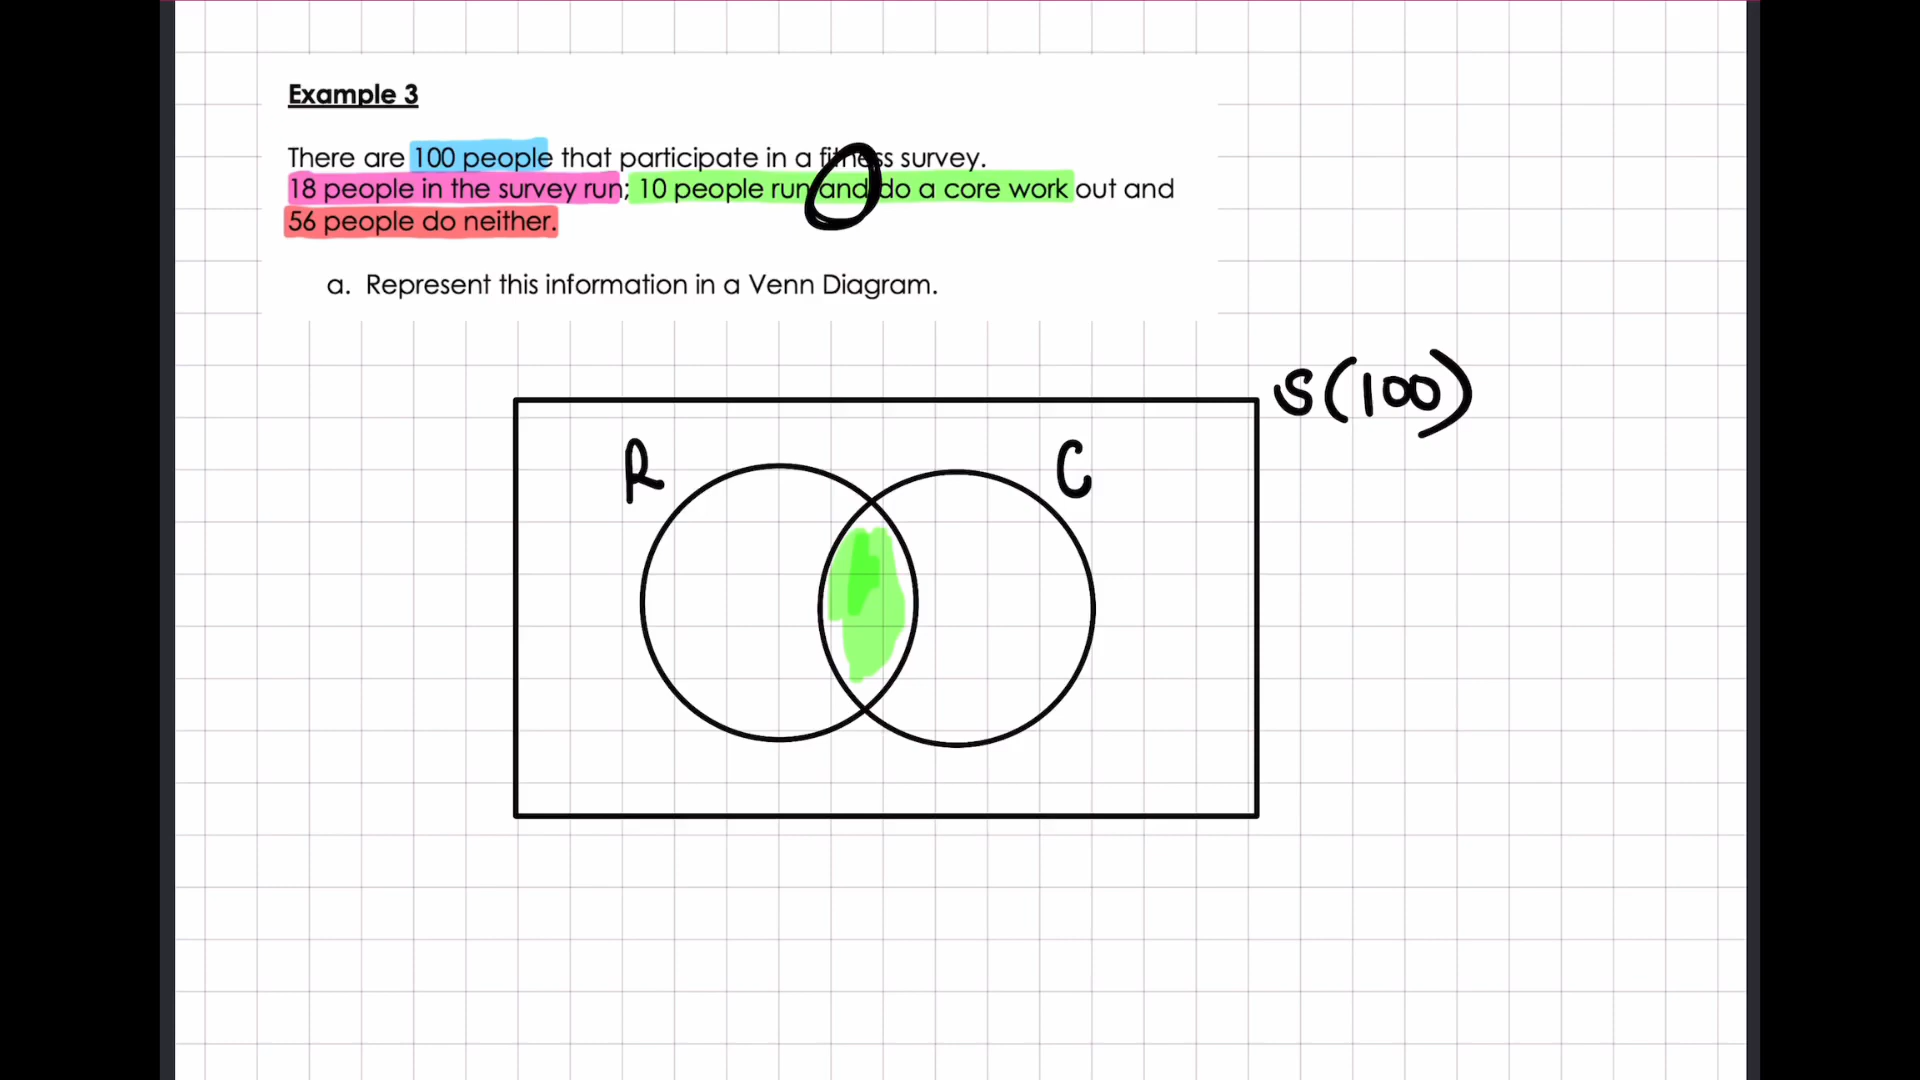 Example 3
There are 100 people that participate in a fitness survey.
18 people in the survey run; 10 people run and do a core work out and
56 people do neither.
a. Represent this information in a Venn Diagram.
S(100)
R
C